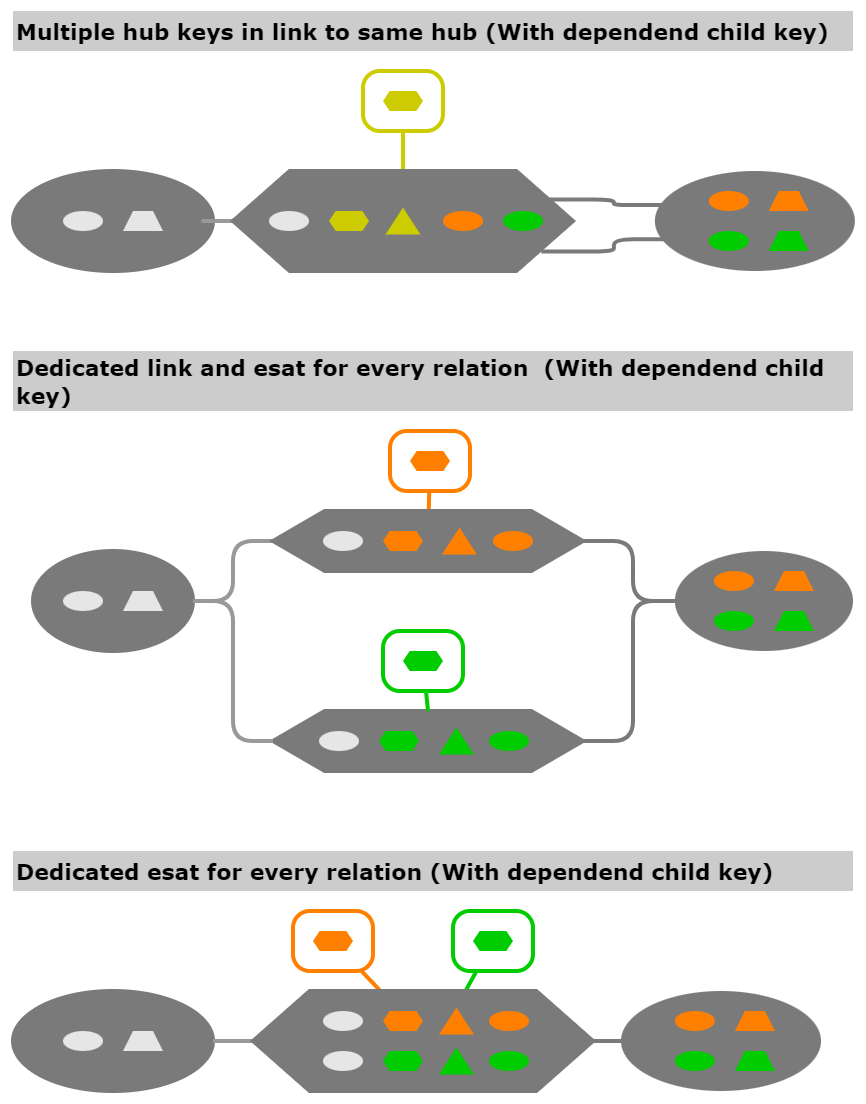 Multiple hub keys in link to same hub (With dependend child key)
Dedicated link and esat for every relation  (With dependend child
key)
Dedicated esat for every relation (With dependend child key)